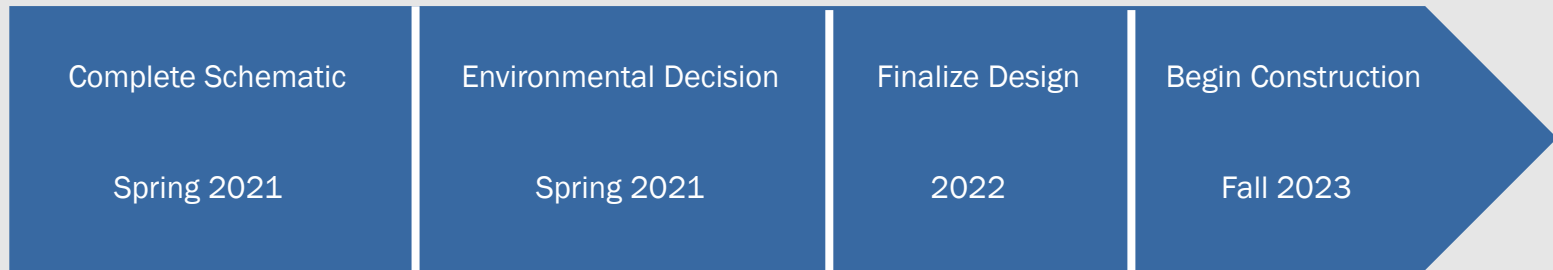 Complete Schematic
Spring 2021
Environmental Decision
Spring 2021
Finalize Design
2022
Begin Construction
Fall 2023